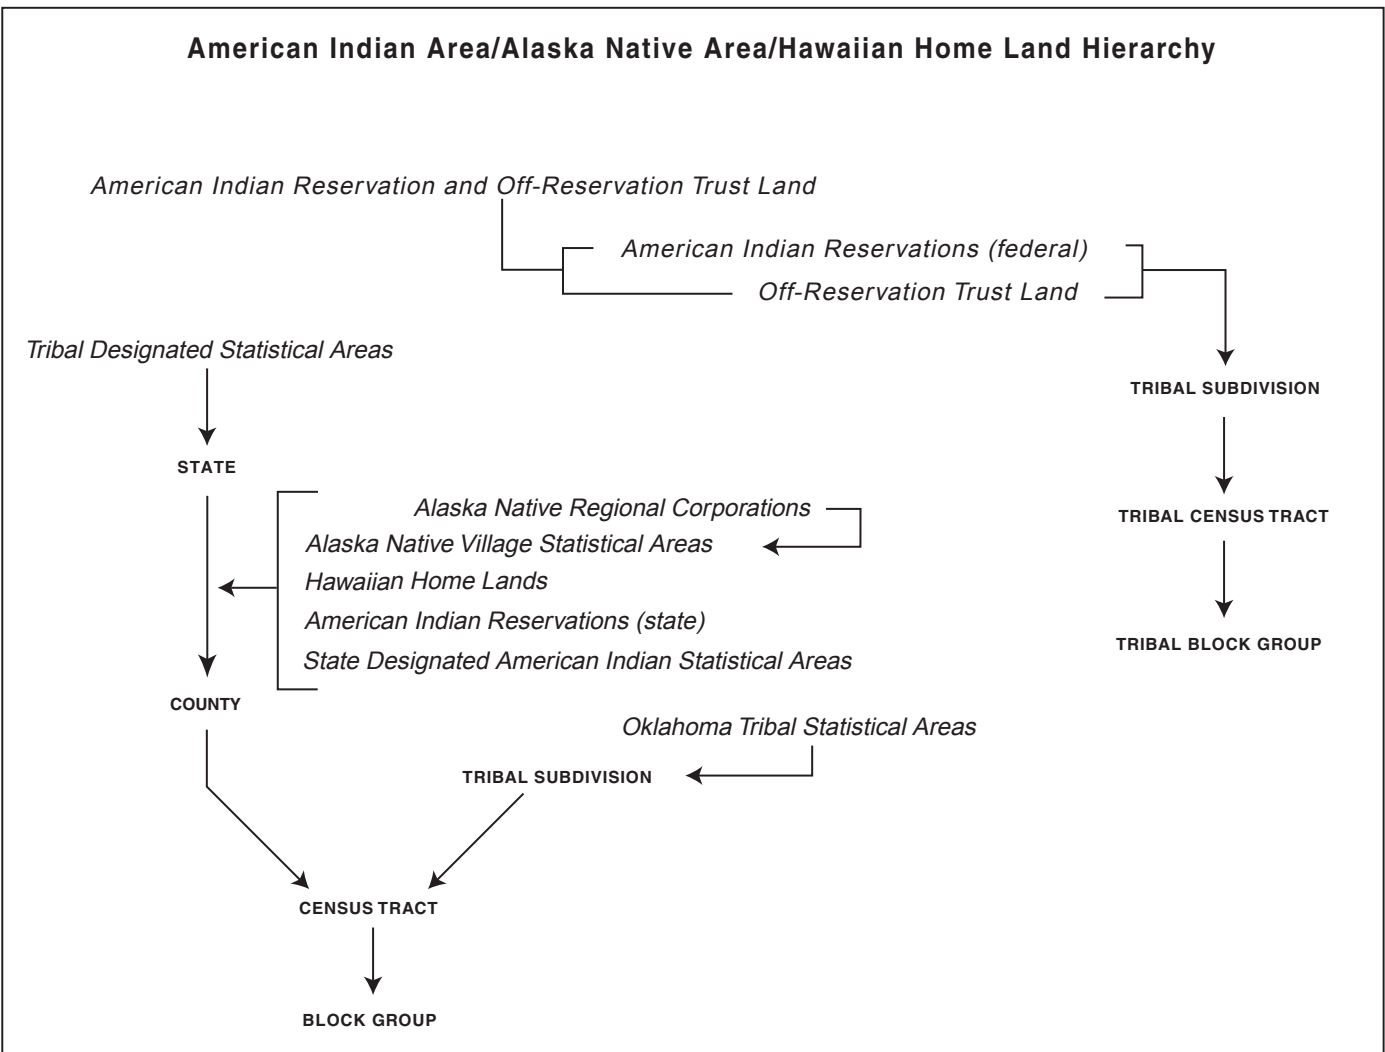 American Indian Area/Alaska Native Area/Hawaiian Home Land Hierarchy
American Indian Reservation and Off-Reservation Trust Land
American Indian Reservations (federal)
Off-Reservation Trust Land
Tribal Designated Statistical Areas
TRIBAL SUBDIVISION
STATE
Alaska Native Regional Corporations
TRIBAL CENSUS TRACT
Alaska Native Village Statistical Areas
Hawaiian Home Lands
American Indian Reservations (state)
TRIBAL BLOCK GROUP
State Designated American Indian Statistical Areas
COUNTY
Oklahoma Tribal Statistical Areas
TRIBAL SUBDIVISION
CENSUS TRACT
BLOCK GROUP